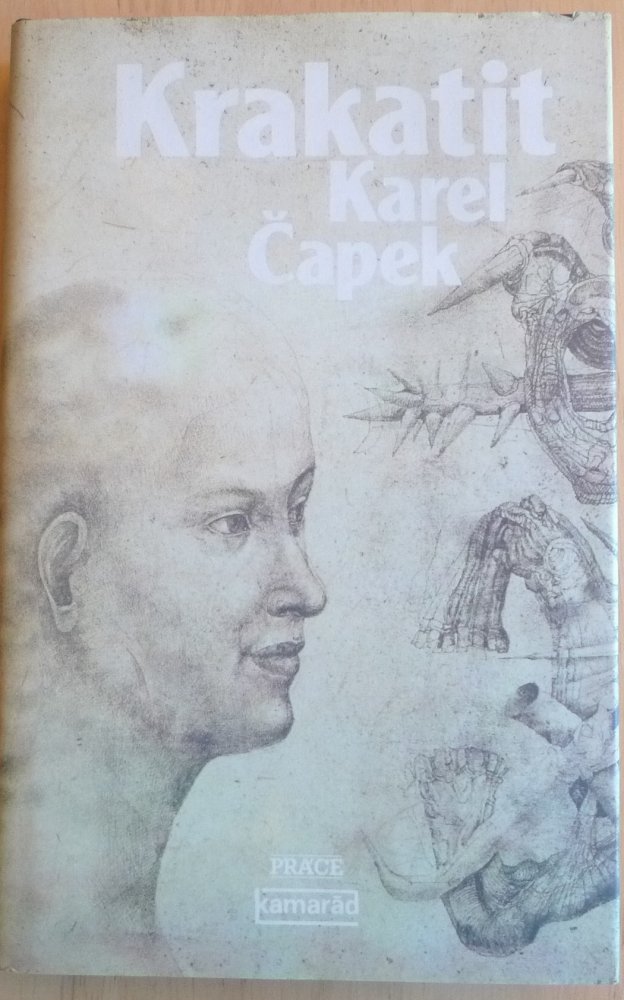 Krakatit
Karel
Čapek
PRÁCE
kamarád